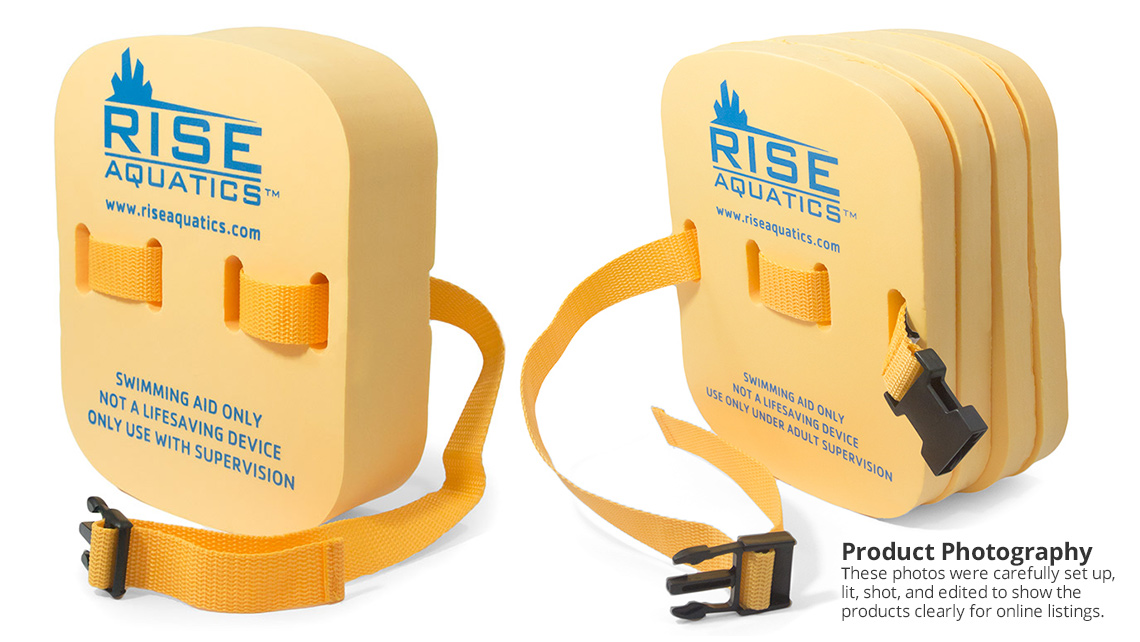 RISE
AQUATICS™
www.riseaquatics.com
SWIMMING AID ONLY
NOT A LIFESAVING DEVICE
ONLY USE WITH SUPERVISION
RISE
AQUATICS™
www.riseaquatics.com
SWIMMING AID ONLY
NOT A LIFESAVING DEVICE
USE ONLY UNDER ADULT SUPERVISION
Product Photography
These photos were carefully set up,
lit, shot, and edited to show the
products clearly for online listings.